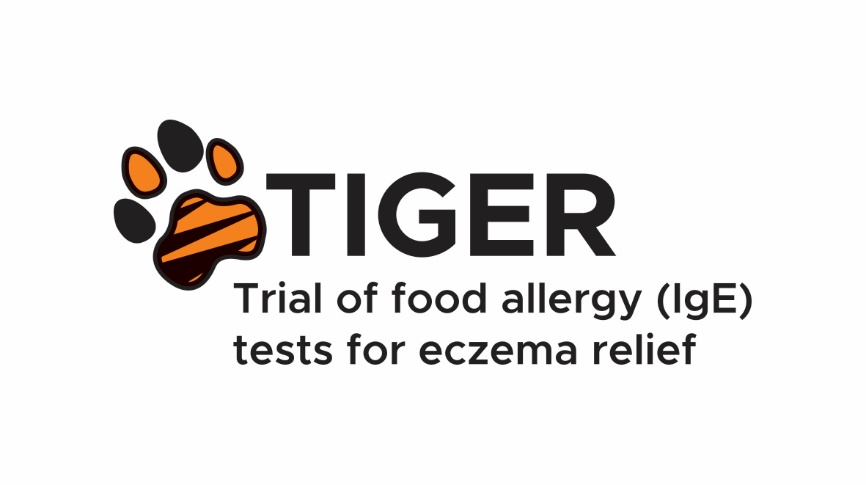 TIGER
Trial of food allergy (IgE)
tests for eczema relief